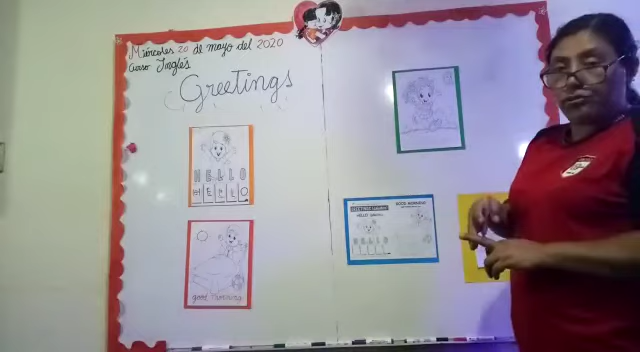 Miércoles 20 de mayo del 2020
Curso Inglés
Greetings
HELLO
HELLO
good morning
HELLO